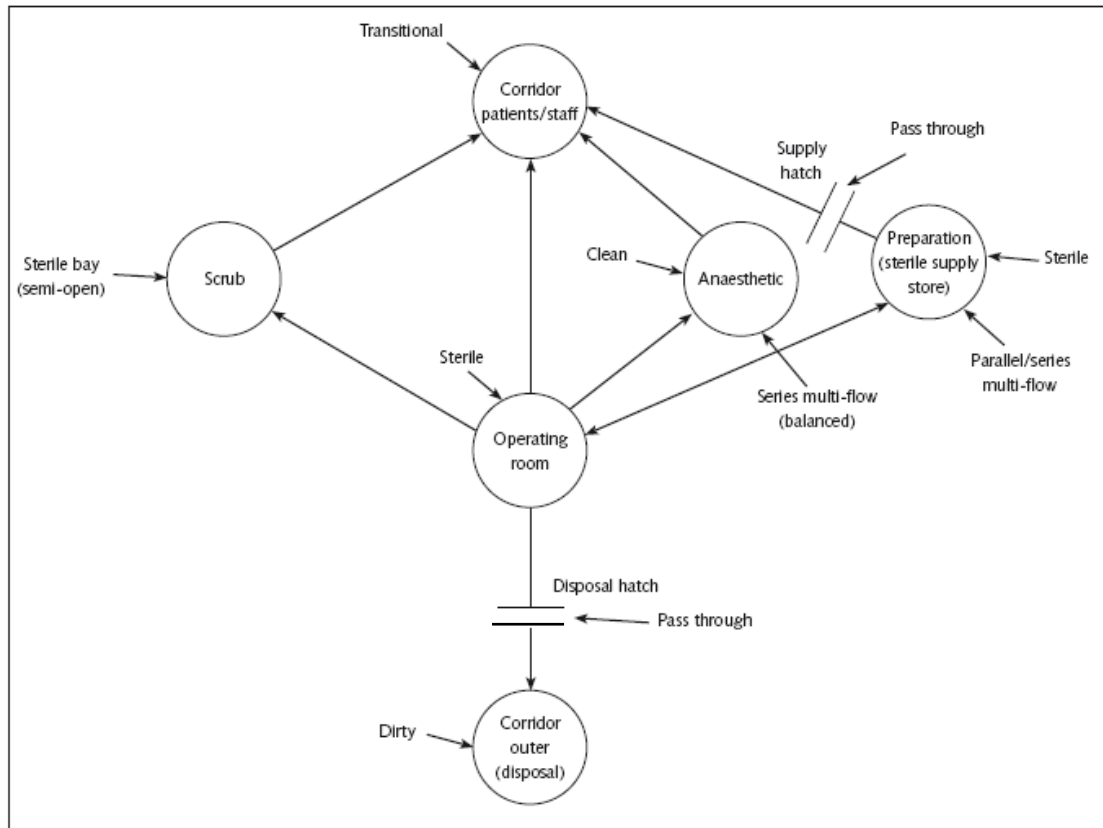 Transitional
Corridor
patients/staff
Pass through
Supply
hatch
Sterile bay
(semi-open)
Scrub
Clean
Anaesthetic
Preparation
(sterile supply
store)
Sterile
Sterile
Parallel/series
multi-flow
Series multi-flow
(balanced)
Operating
room
Disposal hatch
Pass through
Dirty
Corridor
outer
(disposal)